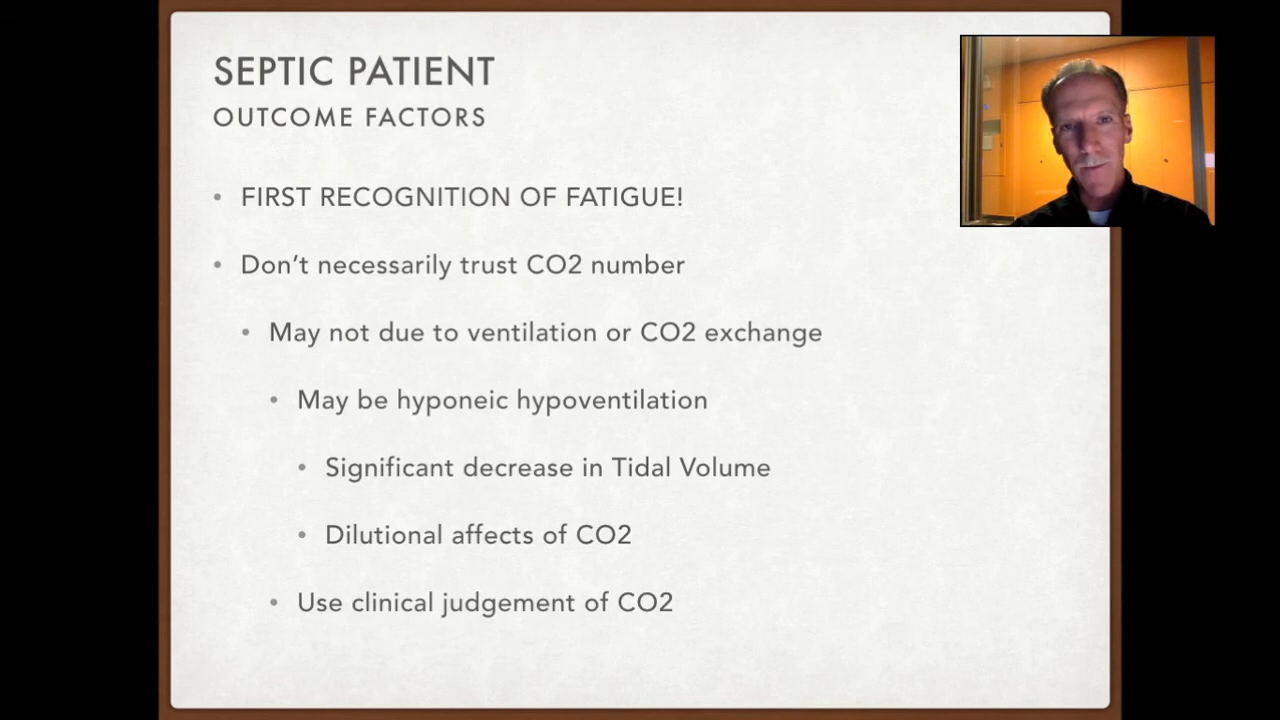 SEPTIC PATIENT
OUTCOME FACTORS
• FIRST RECOGNITION OF FATIGUE!
• Don’t necessarily trust CO2 number
• May not due to ventilation or CO2 exchange
• May be hyponeic hypoventilation
• Significant decrease in Tidal Volume
• Dilutional affects of CO2
• Use clinical judgement of CO2